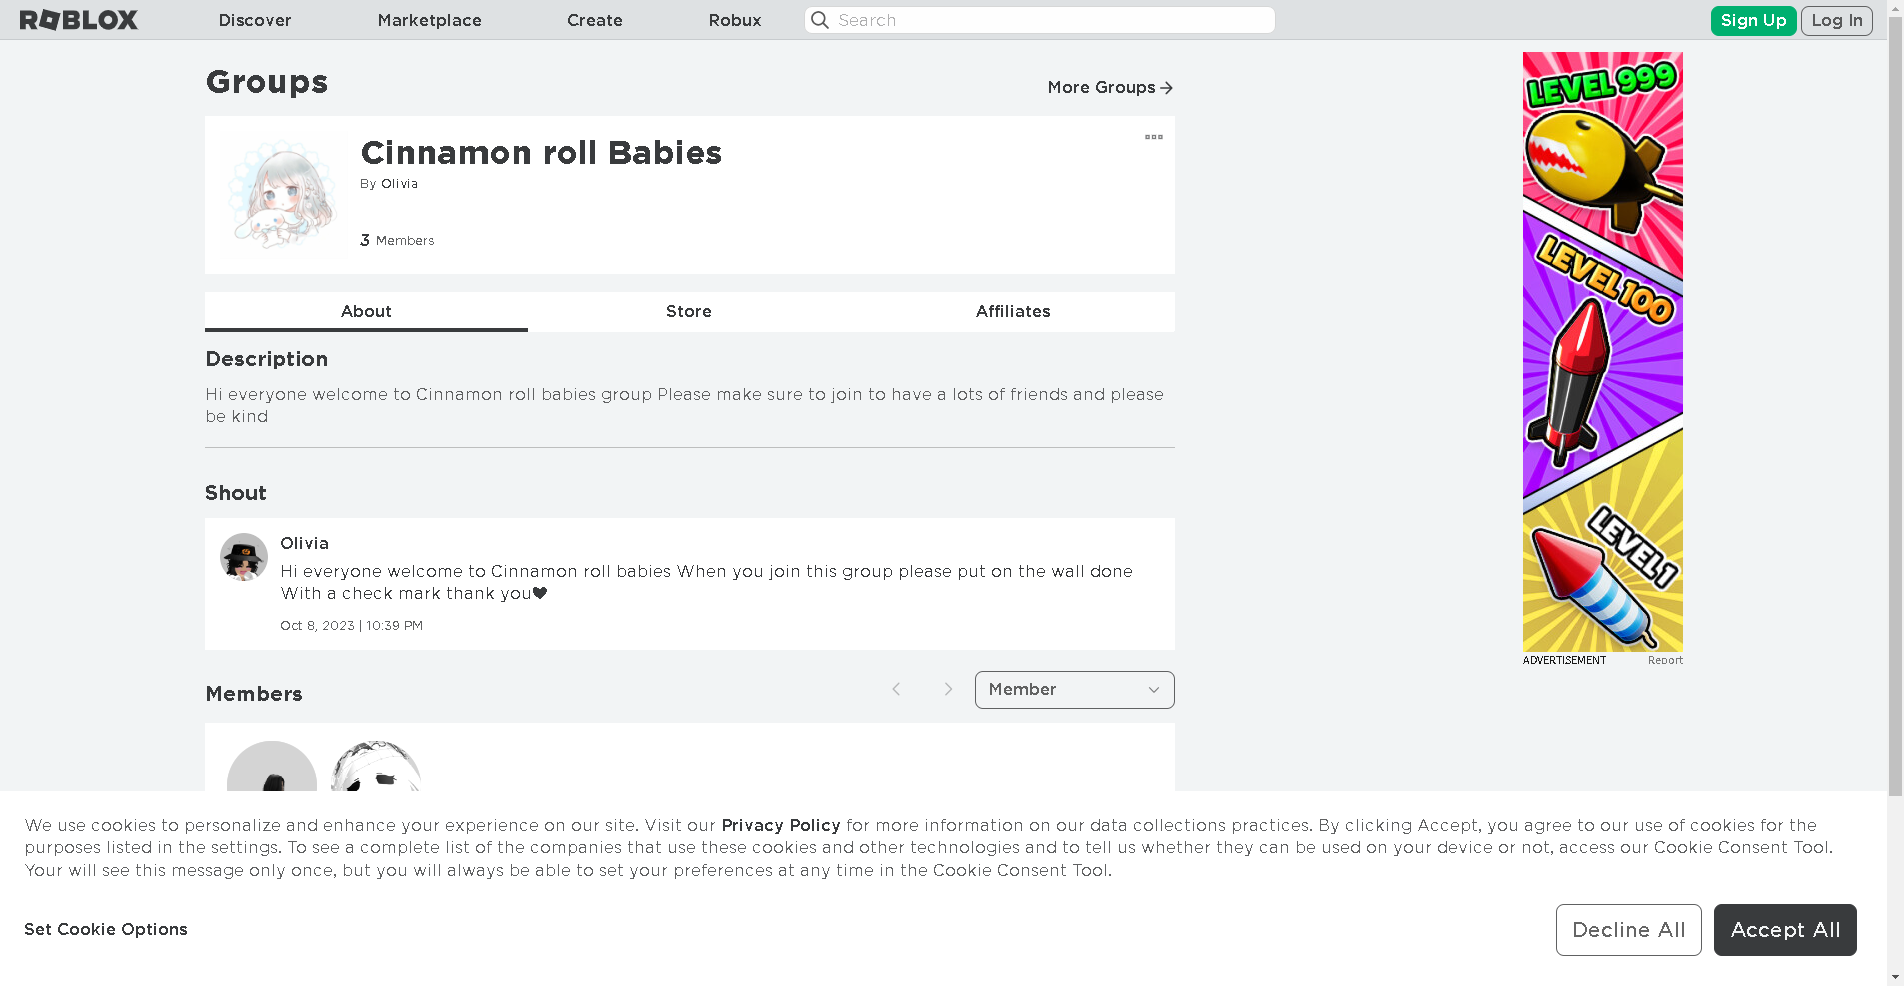 ROBLOX Discover Marketplace Create Robux Search Sign Up Log In
Groups
More Groups
Cinnamon roll Babies
By Olivia
3 Members
About Store Affiliates
Description
Hi everyone welcome to Cinnamon roll babies group Please make sure to join to have a lots of friends and please
be kind
Shout
Olivia
Hi everyone welcome to Cinnamon roll babies When you join this group please put on the wall done
With a check mark thank you🖤
Oct 8, 2023 | 10:39 PM
Members
Member
LEVEL 999
LEVEL 100
LEVEL 1
ADVERTISEMENT Report
We use cookies to personalize and enhance your experience on our site. Visit our Privacy Policy for more information on our data collections practices. By clicking Accept, you agree to our use of cookies for the
purposes listed in the settings. To see a complete list of the companies that use these cookies and other technologies and to tell us whether they can be used on your device or not, access our Cookie Consent Tool.
Your will see this message only once, but you will always be able to set your preferences at any time in the Cookie Consent Tool.
Set Cookie Options
Decline All
Accept All